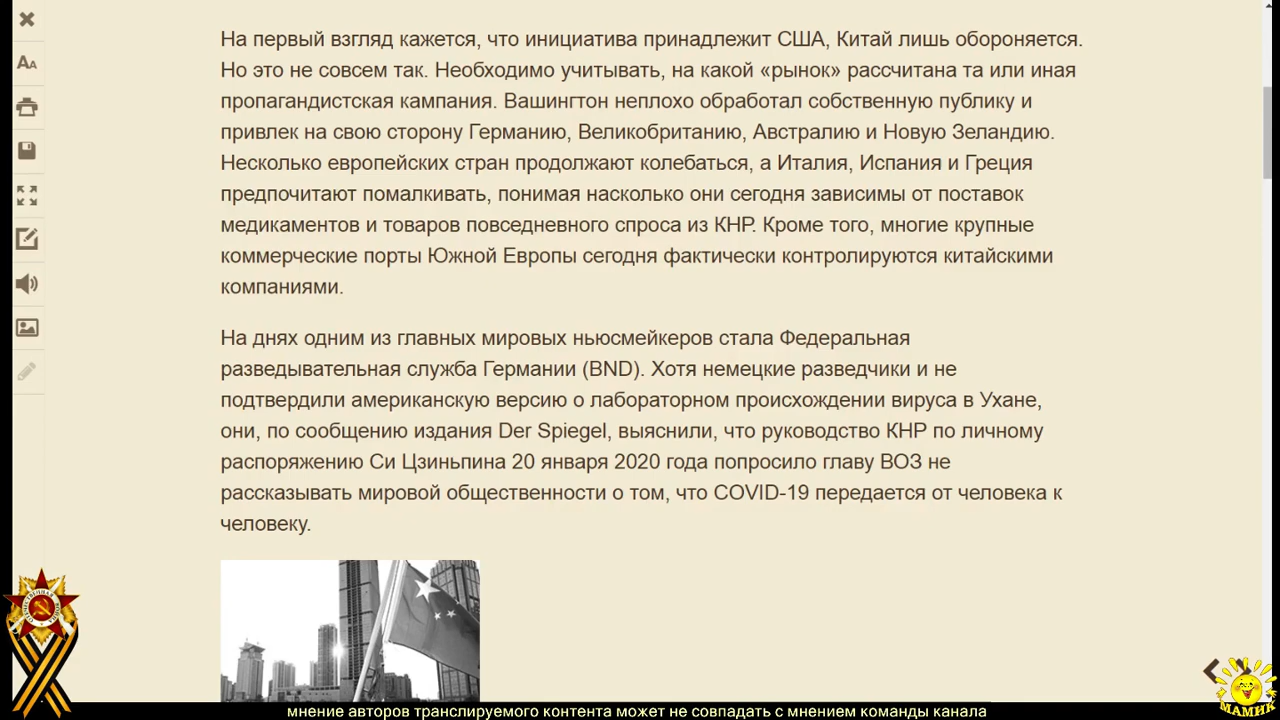 На первый взгляд кажется, что инициатива принадлежит США, Китай лишь обороняется.
Но это не совсем так. Необходимо учитывать, на какой «рынок» рассчитана та или иная
пропагандистская кампания. Вашингтон неплохо обработал собственную публику и
привлек на свою сторону Германию, Великобританию, Австралию и Новую Зеландию.
Несколько европейских стран продолжают колебаться, а Италия, Испания и Греция
предпочитают помалкивать, понимая насколько они сегодня зависимы от поставок
медикаментов и товаров повседневного спроса из КНР. Кроме того, многие крупные
коммерческие порты Южной Европы сегодня фактически контролируются китайскими
компаниями.
На днях одним из главных мировых ньюсмейкеров стала Федеральная
разведывательная служба Германии (BND). Хотя немецкие разведчики и не
подтвердили американскую версию о лабораторном происхождении вируса в Ухане,
они, по сообщению издания Der Spiegel, выяснили, что руководство КНР по личному
распоряжению Си Цзиньпина 20 января 2020 года попросило главу ВОЗ не
рассказывать мировой общественности о том, что COVID-19 передается от человека к
человеку.
МАМИК
мнение авторов транслируемого контента может не совпадать с мнением команды канала